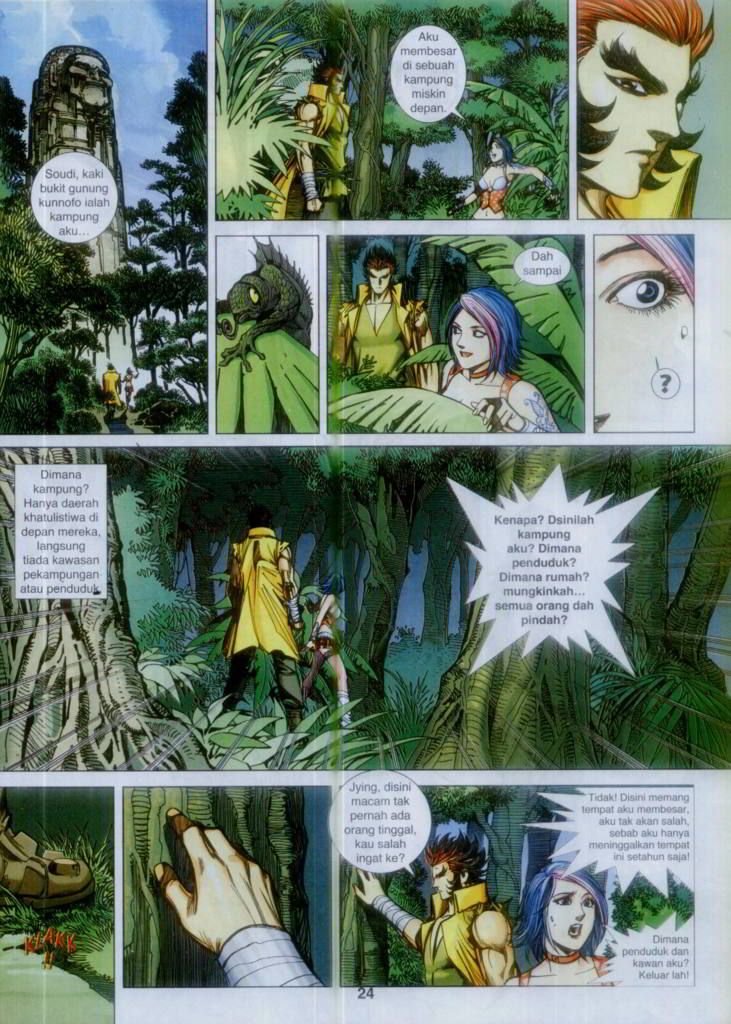 Soudi, kaki
bukit gunung
kunnofo ialah
kampung
aku...
Aku
membesar
di sebuah
kampung
miskin
depan.
Dah
sampai
?
Dimana
kampung?
Hanya daerah
khatulistiwa di
depan mereka,
langsung
tiada kawasan
pekampungan
atau penduduk.
Kenapa? Dsinilah
kampung
aku? Dimana
penduduk?
Dimana rumah?
mungkinkah...
semua orang dah
pindah?
KLAKK
!!
Jying, disini
macam tak
pernah ada
orang tinggal,
kau salah
ingat ke?
Tidak! Disini memang
tempat aku membesar,
aku tak akan salah,
sebab aku hanya
meninggalkan tempat
ini setahun saja!
Dimana
penduduk dan
kawan aku?
Keluar lah!
24